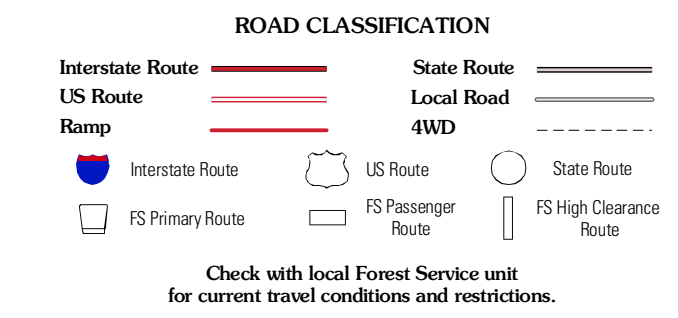 ROAD CLASSIFICATION
Interstate Route
State Route
US Route
Local Road
Ramp
4WD
Interstate Route
US Route
State Route
FS Primary Route
FS Passenger
Route
FS High Clearance
Route
Check with local Forest Service unit
for current travel conditions and restrictions.